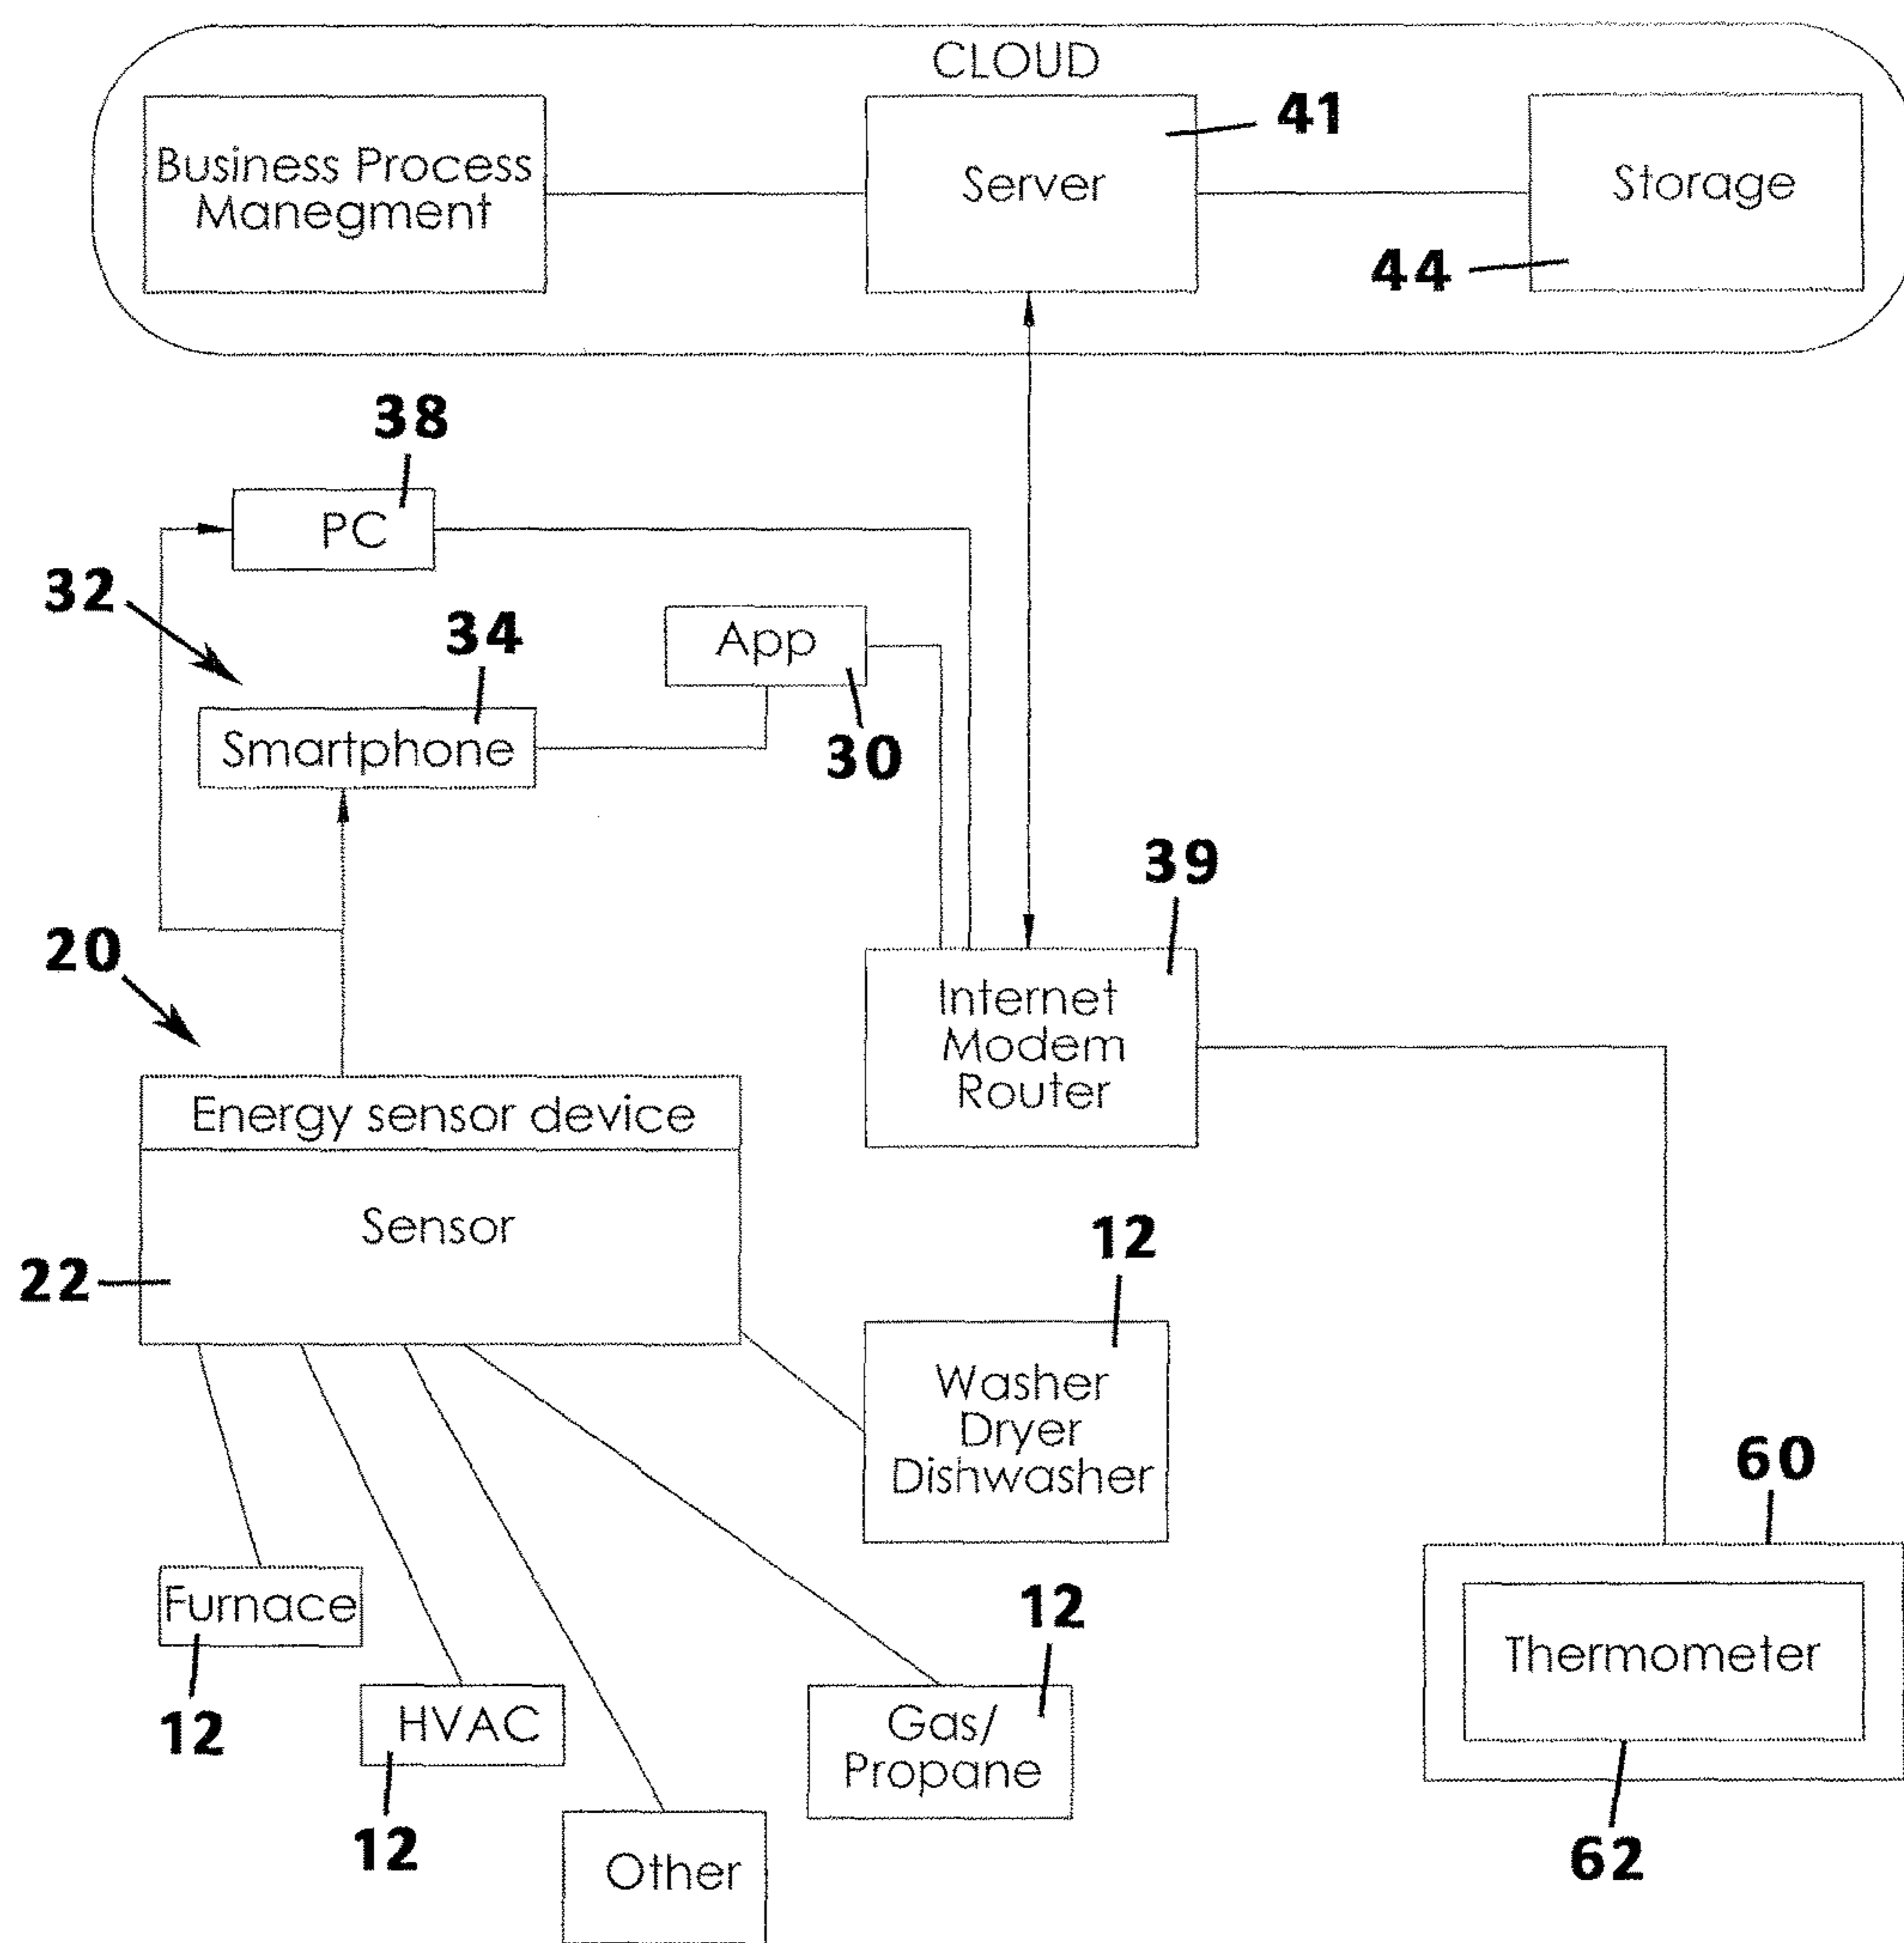 CLOUD
41
Business Process
Manegment
Server
Storage
44
38
PC
32
34
App
Smartphone
30
39
20
Internet
Modem
Router
Energy sensor device
Sensor
22
12
Washer
Dryer
Dishwasher
60
Furnace
12
12
Thermometer
HVAC
Gas/
Propane
12
Other
62